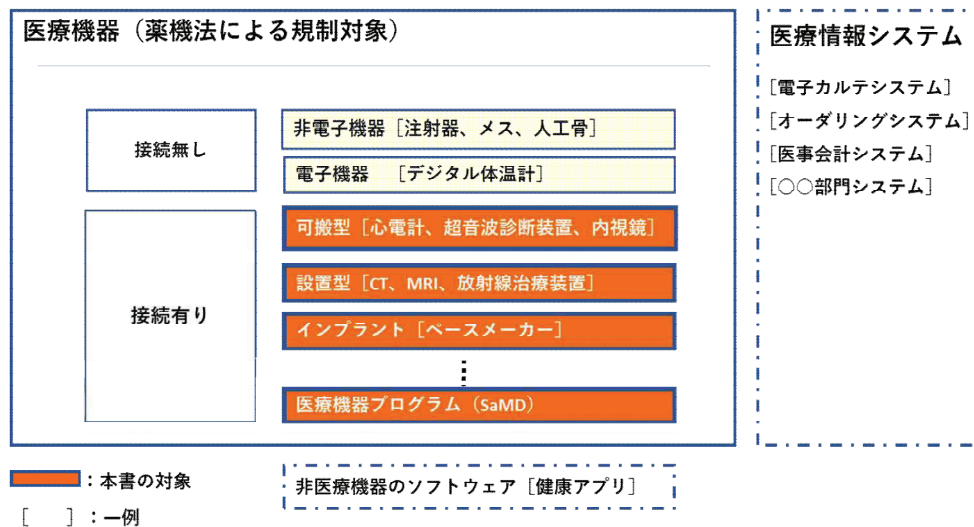 医療機器（薬機法による規制対象）
接続無し
非電子機器［注射器、メス、人工骨］
電子機器　［デジタル体温計］
接続有り
可搬型［心電計、超音波診断装置、内視鏡］
設置型［CT、MRI、放射線治療装置］
インプラント［ペースメーカー］
医療機器プログラム（SaMD）
医療情報システム
［電子カルテシステム］
［オーダリングシステム］
［医事会計システム］
［○○部門システム］
：本書の対象
［　　］：一例
非医療機器のソフトウェア［健康アプリ］